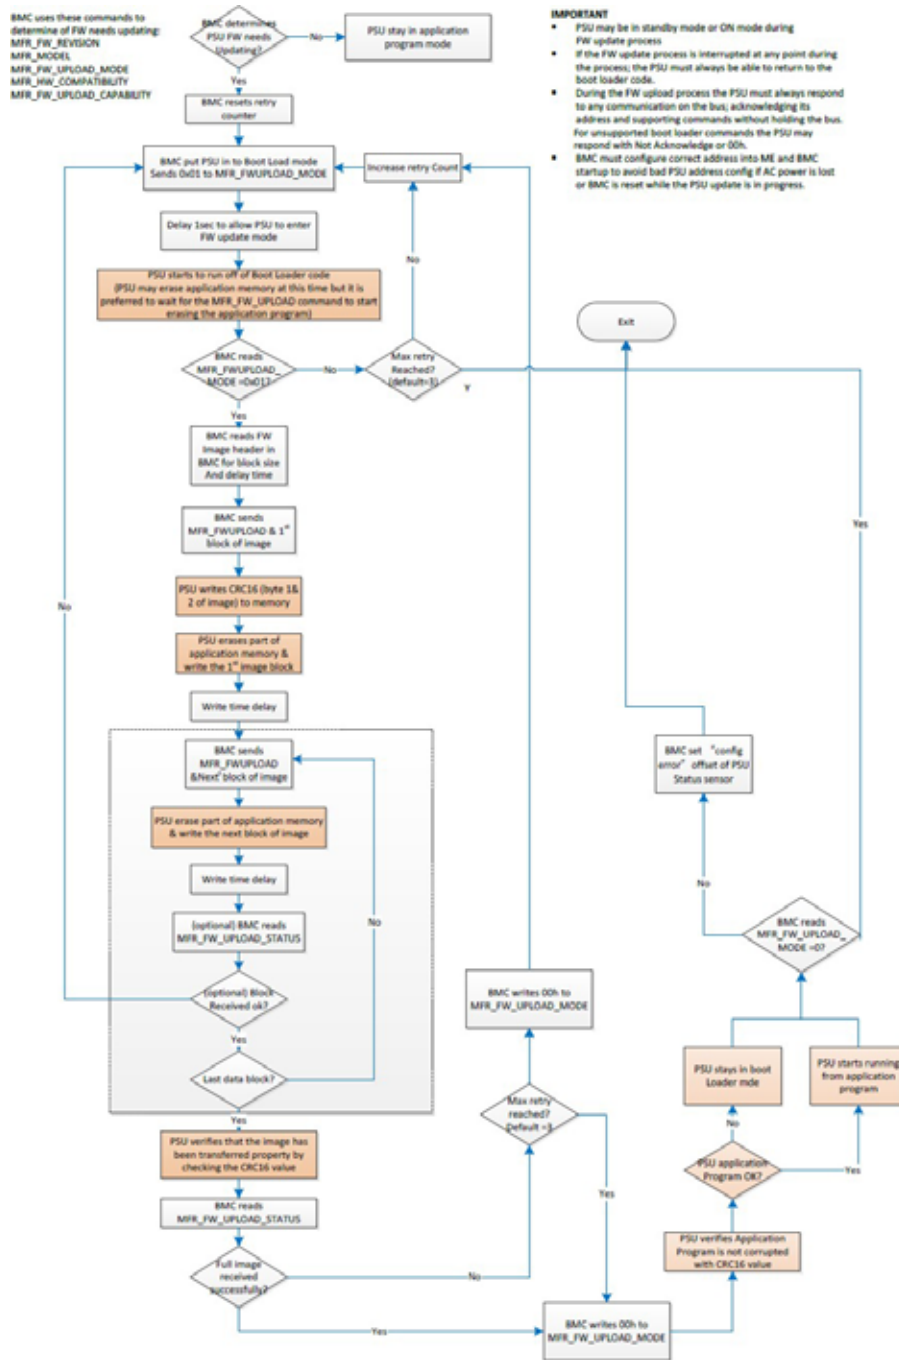 BMC uses these commands to
determine of FW needs updating:
MFR_FW_REVISION
MFR_MODEL
MFR_FW_UPLOAD_MODE
MFR_HW_COMPATIBILITY
MFR_FW_UPLOAD_CAPABILITY
BMC determines
PSU FW needs
Updating?
No
PSU stay in application
program mode
IMPORTANT
▪ PSU may be in standby mode or ON mode during
FW update process
▪ If the FW update process is interrupted at any point during
the process; the PSU must always be able to return to the
boot loader code.
▪ During the FW upload process the PSU must always respond
to any communication on the bus; acknowledging its
address and supporting commands without holding the bus.
For unsupported boot loader commands the PSU may
respond with Not Acknowledge or 00h.
▪ BMC must configure correct address into ME and BMC
startup to avoid bad PSU address config if AC power is lost
or BMC is reset while the PSU update is in progress.
Yes
BMC resets retry
counter
BMC put PSU in to Boot Load mode
Sends 0x01 to MFR_FWUPLOAD_MODE
Increase retry Count
Delay 1sec to allow PSU to enter
FW update mode
No
PSU starts to run off of Boot Loader code
(PSU may erase application memory at this time but it is
preferred to wait for the MFR_FW_UPLOAD command to start
erasing the application program)
Exit
BMC reads
MFR_FWUPLOAD_
MODE =0x01?
No
Max retry
Reached?
(default=3)
Y
Yes
BMC reads FW
Image header in
BMC for block size
And delay time
BMC sends
MFR_FWUPLOAD & 1st
block of image
Yes
PSU writes CRC16 (byte 1&
2 of image) to memory
No
PSU erases part of
application memory &
write the 1st image block
Write time delay
BMC sends
MFR_FWUPLOAD
&Next block of image
BMC set "config
error" offset of PSU
Status sensor
PSU erase part of application memory
& write the next block of image
Write time delay
No
(optional) BMC reads
MFR_FW_UPLOAD_STATUS
No
BMC reads
MFR_FW_UPLOAD_
MODE =0?
(optional) Block
Received ok?
BMC writes 00h to
MFR_FW_UPLOAD_MODE
Yes
Last data block?
PSU stays in boot
Loader mde
PSU starts running
from application
program
Max retry
reached?
Default =3
Yes
No
PSU verifies that the image has
been transferred property by
checking the CRC16 value
PSU application
Program OK?
Yes
Yes
BMC reads
MFR_FW_UPLOAD_STATUS
PSU verifies Application
Program is not corrupted
with CRC16 value
Full image
received
successfully?
No
Yes
BMC writes 00h to
MFR_FW_UPLOAD_MODE